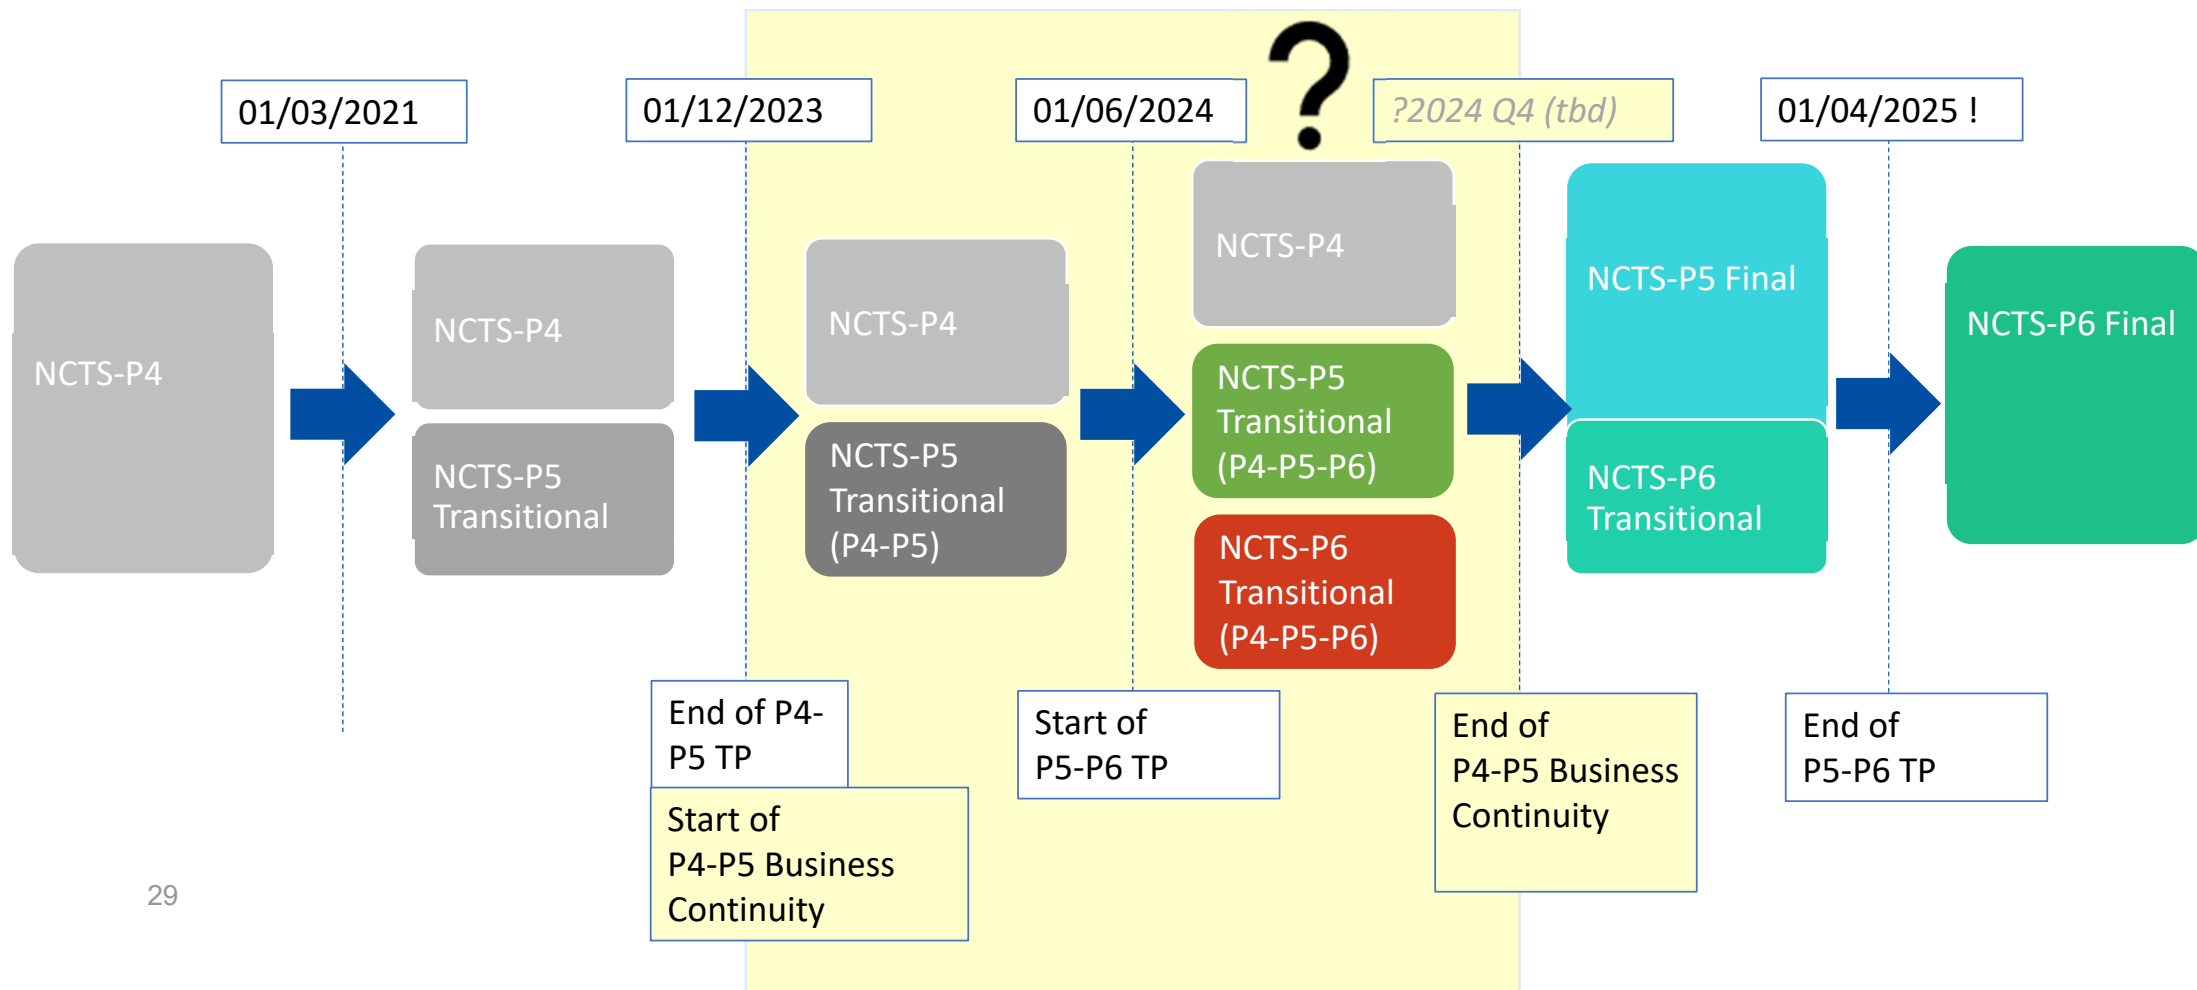 ?
01/03/2021
01/12/2023
01/06/2024
?2024 Q4 (tbd)
01/04/2025 !
NCTS-P4
NCTS-P4
NCTS-P5
Transitional
NCTS-P4
NCTS-P5
Transitional
(P4-P5)
NCTS-P4
NCTS-P5
Transitional
(P4-P5-P6)
NCTS-P6
Transitional
(P4-P5-P6)
NCTS-P5 Final
NCTS-P6
Transitional
NCTS-P6 Final
End of P4-
P5 TP
Start of
P4-P5 Business
Continuity
Start of
P5-P6 TP
End of
P4-P5 Business
Continuity
End of
P5-P6 TP
29